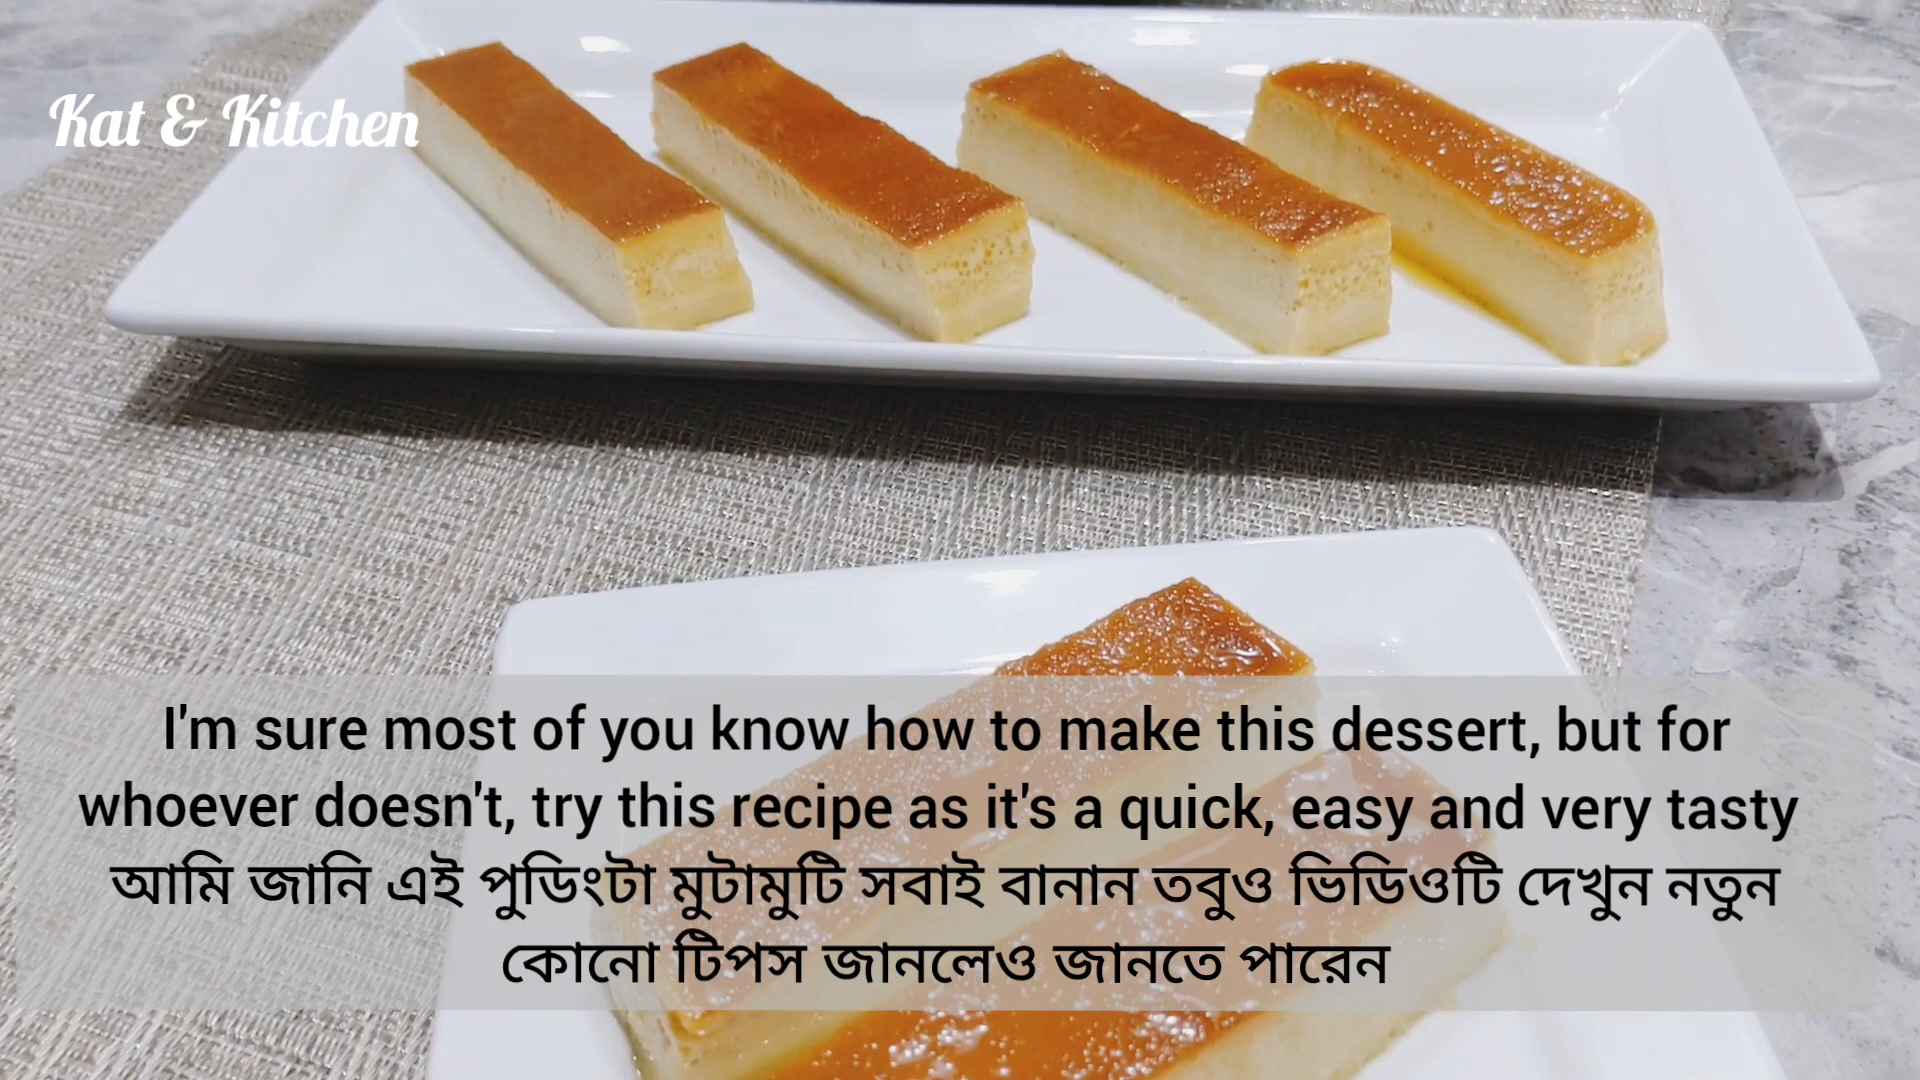 Kat & Kitchen
I'm sure most of you know how to make this dessert, but for
whoever doesn't, try this recipe as it's a quick, easy and very tasty
আমি জানি এই পুডিংটা মুটামুটি সবাই বানান তবুও ভিডিওটি দেখুন নতুন
কোনো টিপস জানলেও জানতে পারেন